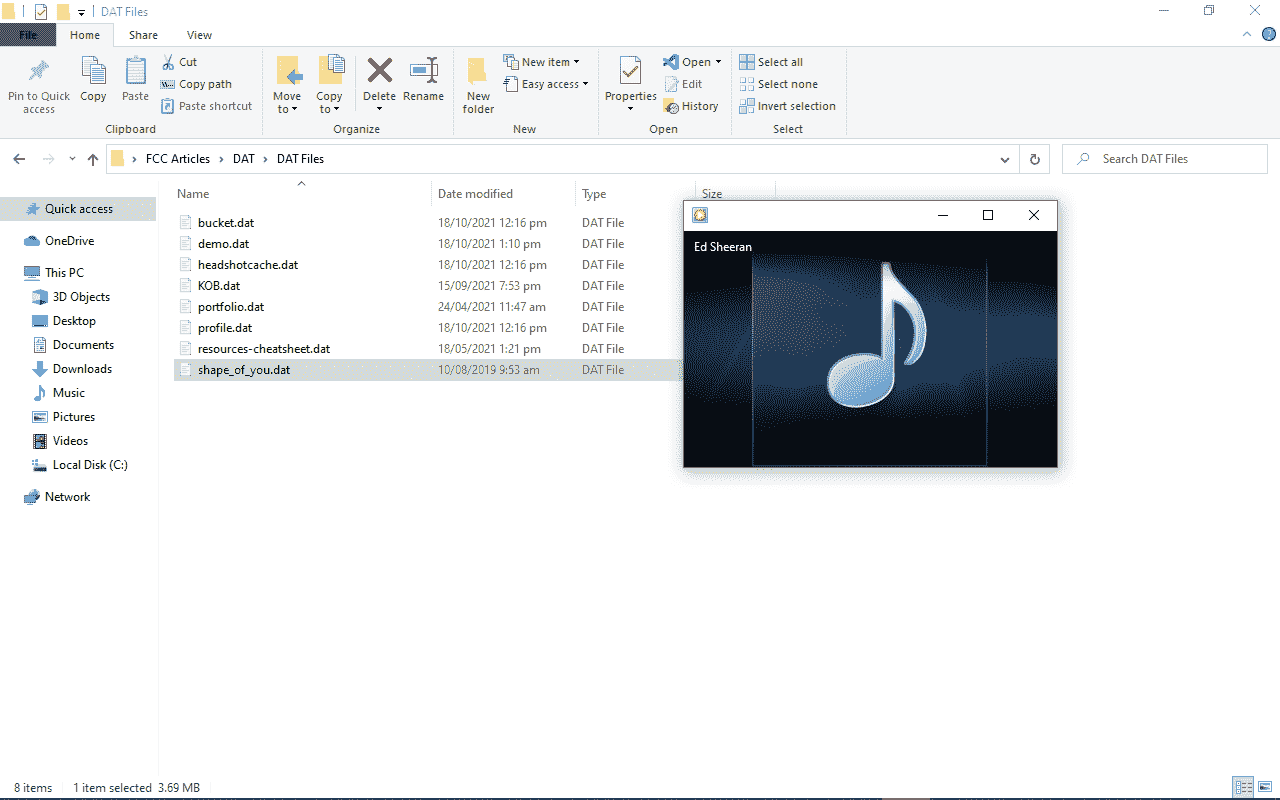 DAT Files
File Home Share View
Pin to Quick access
Copy
Paste
Cut
Copy path
Paste shortcut
Clipboard
Move to
Copy to
Delete
Rename
Organize
New folder
New item
Easy access
New
Properties
Open
Edit
History
Open
Select all
Select none
Invert selection
Select
FCC Articles › DAT › DAT Files
Search DAT Files
Quick access
OneDrive
This PC
3D Objects
Desktop
Documents
Downloads
Music
Pictures
Videos
Local Disk (C:)
Network
Name Date modified Type Size
bucket.dat 18/10/2021 12:16 pm DAT File
demo.dat 18/10/2021 1:10 pm DAT File
headshotcache.dat 18/10/2021 12:16 pm DAT File
KOB.dat 15/09/2021 7:53 pm DAT File
portfolio.dat 24/04/2021 11:47 am DAT File
profile.dat 18/10/2021 12:16 pm DAT File
resources-cheatsheet.dat 18/05/2021 1:21 pm DAT File
shape_of_you.dat 10/08/2019 9:53 am DAT File
Ed Sheeran
8 items 1 item selected 3.69 MB